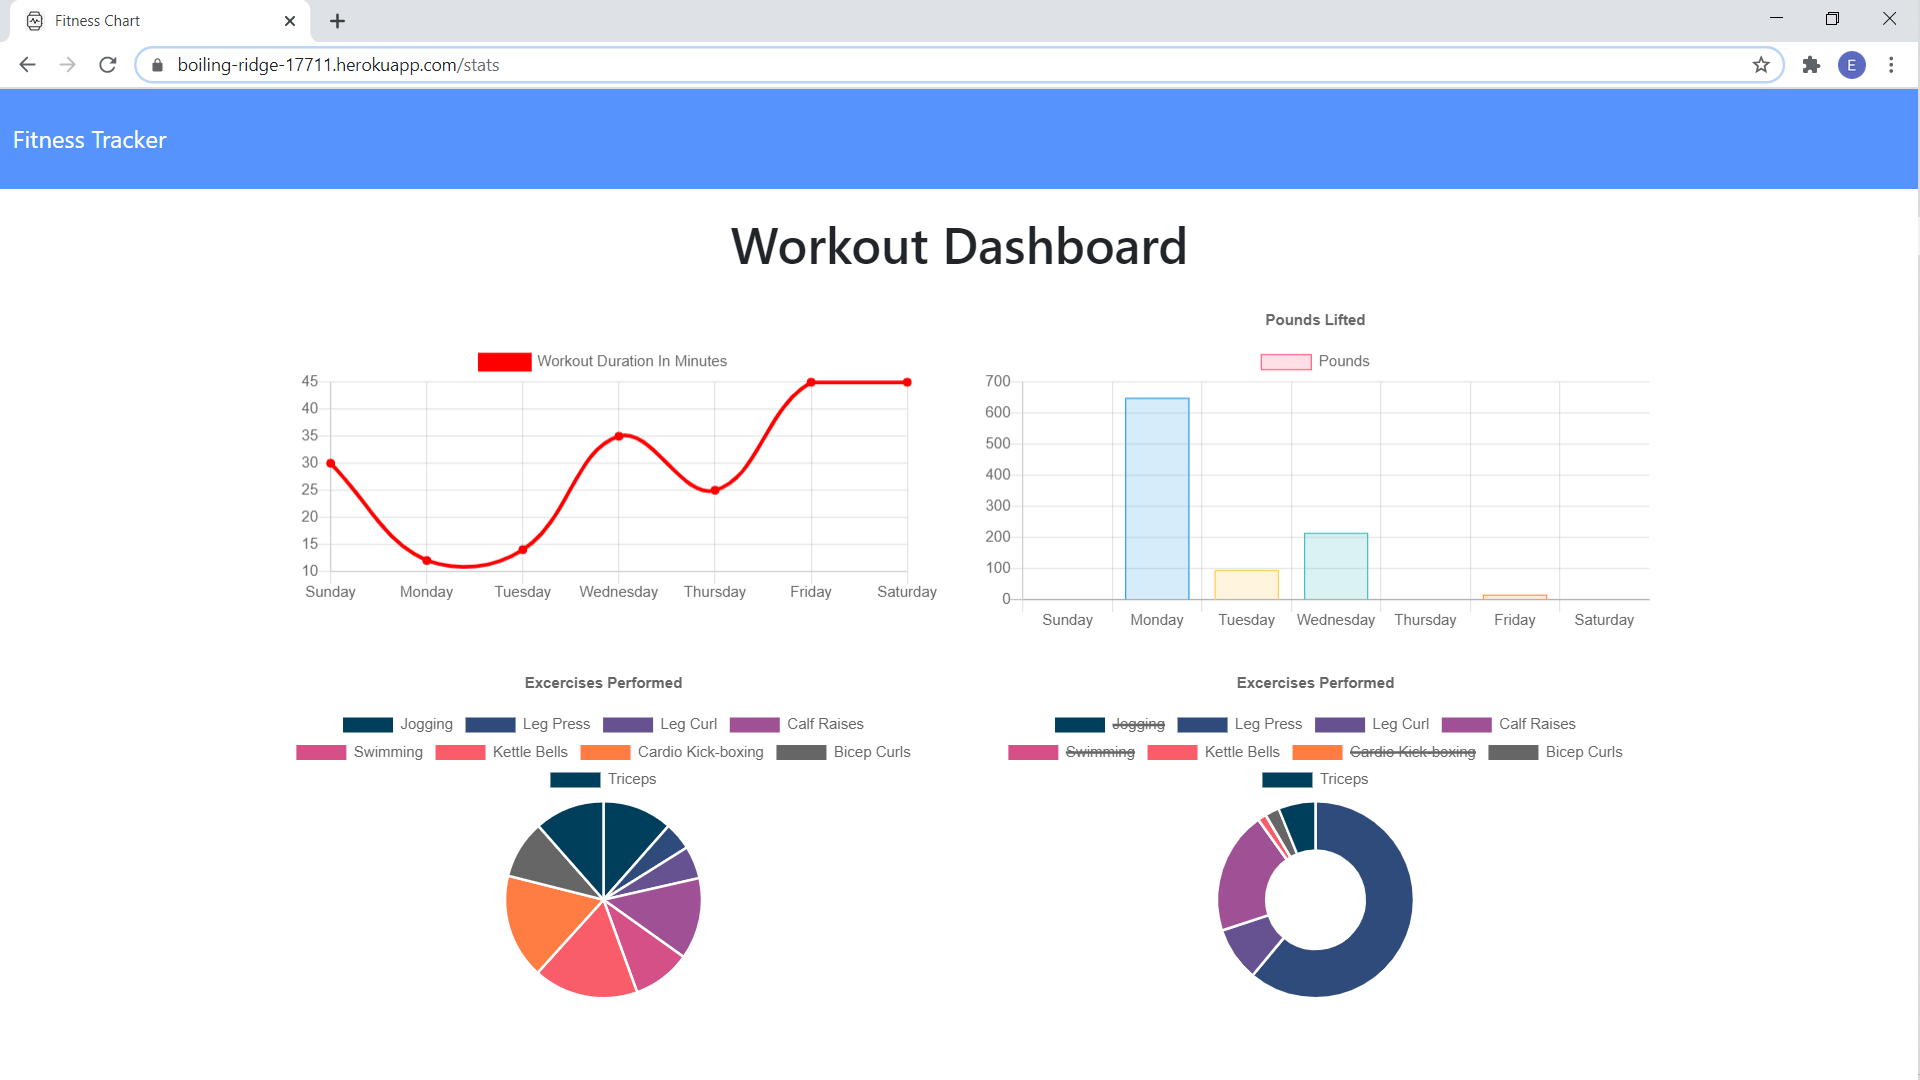 Fitness Chart
boiling-ridge-17711.herokuapp.com/stats
E
Fitness Tracker
Workout Dashboard
Workout Duration In Minutes
45
40
35
30
25
20
15
10
Sunday Monday Tuesday Wednesday Thursday Friday Saturday
Pounds Lifted
Pounds
700
600
500
400
300
200
100
0
Sunday Monday Tuesday Wednesday Thursday Friday Saturday
Excercises Performed
Jogging Leg Press Leg Curl Calf Raises
Swimming Kettle Bells Cardio Kick-boxing Bicep Curls
Triceps
Excercises Performed
Jogging Leg Press Leg Curl Calf Raises
Swimming Kettle Bells Cardio Kick-boxing Bicep Curls
Triceps